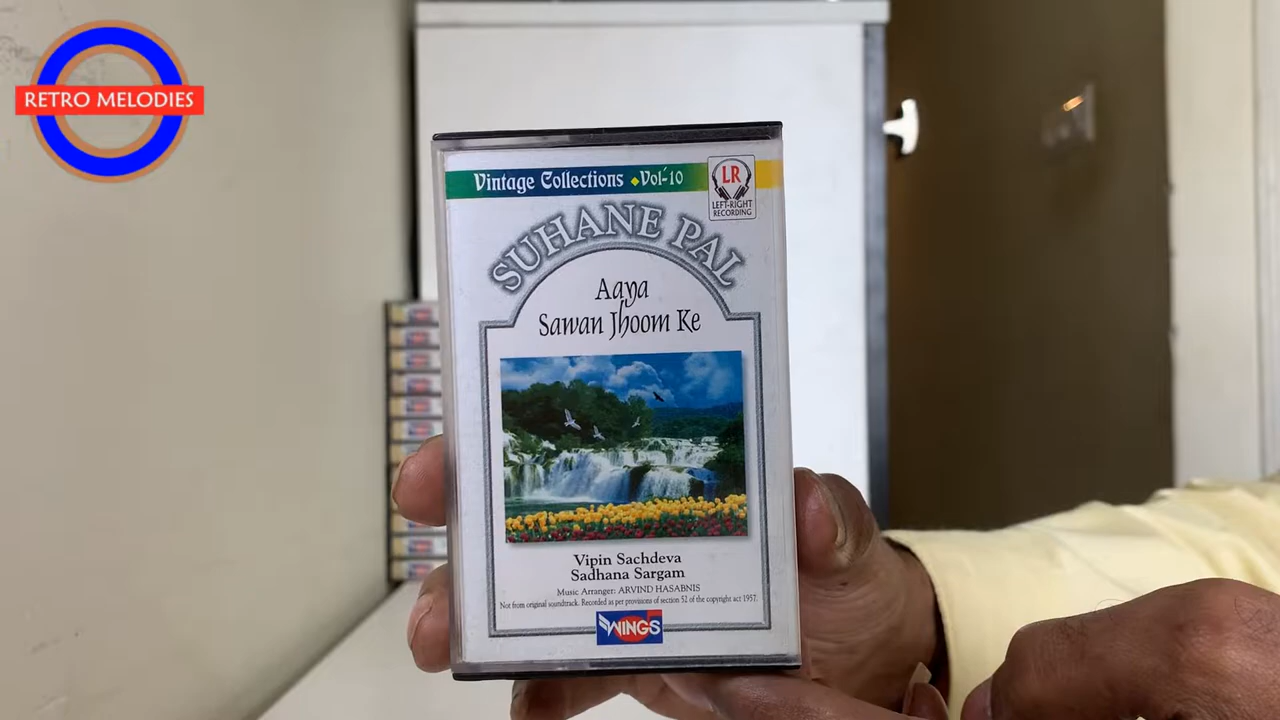 RETRO MELODIES
Vintage Collections ◆ Vol-10
LR
LEFT-RIGHT
RECORDING
SUHANE PAL
Aaya
Sawan Jhoom Ke
Vipin Sachdeva
Sadhana Sargam
Music Arranger: ARVIND HASABNIS
Not from original soundtrack. Recorded as per provisions of section 52 of the copyright act 1957.
WINGS